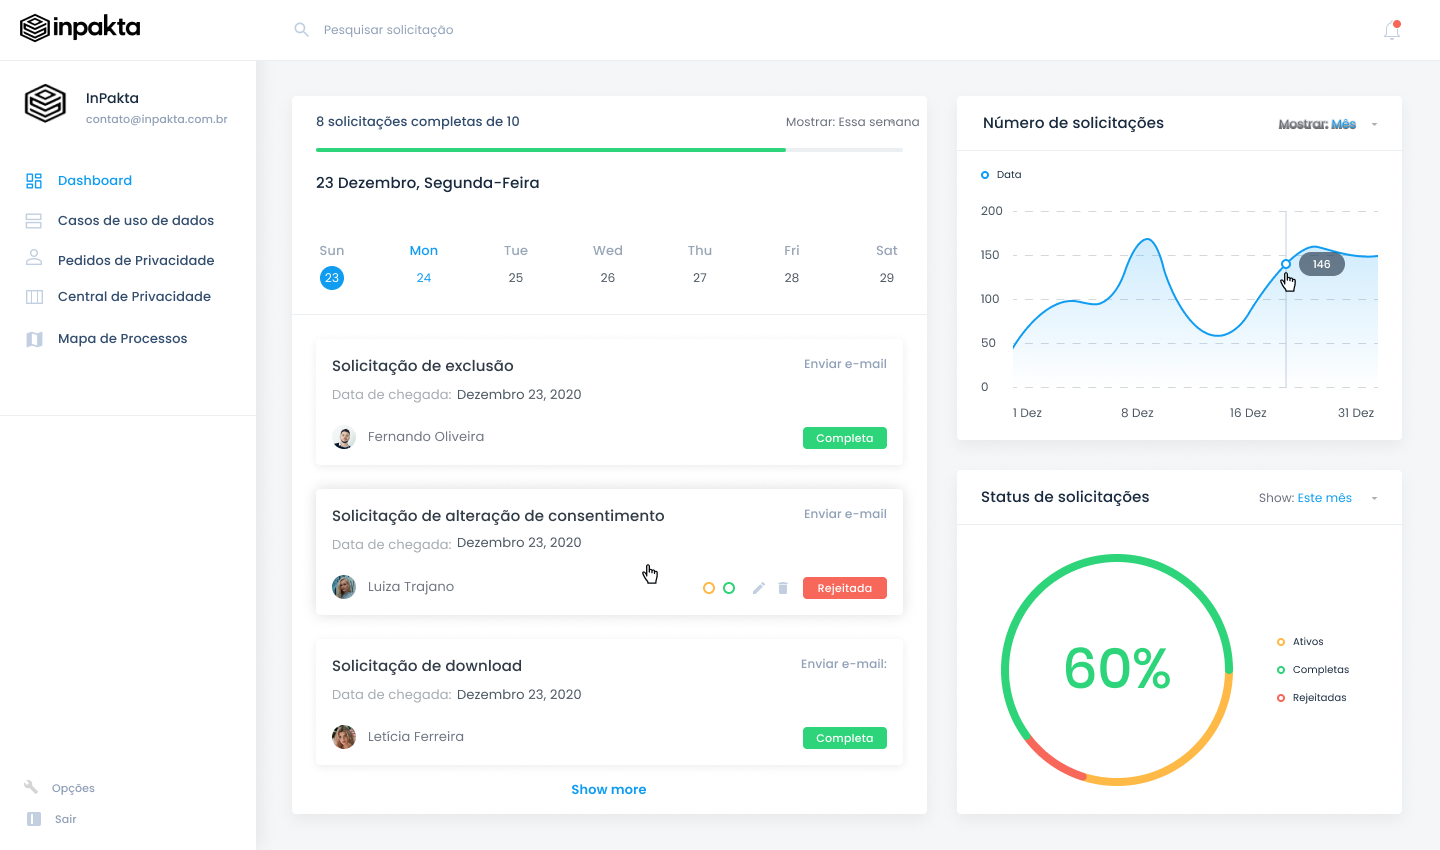 inpakta
Pesquisar solicitação
InPakta
contato@inpakta.com.br
Dashboard
Casos de uso de dados
Pedidos de Privacidade
Central de Privacidade
Mapa de Processos
Opções
Sair
8 solicitações completas de 10
Mostrar: Essa semana
23 Dezembro, Segunda-Feira
Sun Mon Tue Wed Thu Fri Sat
23 24 25 26 27 28 29
Solicitação de exclusão
Enviar e-mail
Data de chegada: Dezembro 23, 2020
Fernando Oliveira
Completa
Solicitação de alteração de consentimento
Enviar e-mail
Data de chegada: Dezembro 23, 2020
Luiza Trajano
Rejeitada
Solicitação de download
Enviar e-mail:
Data de chegada: Dezembro 23, 2020
Letícia Ferreira
Completa
Show more
Número de solicitações
Mostrar: Mês
Data
200
150
146
100
50
0
1 Dez 8 Dez 16 Dez 31 Dez
Status de solicitações
Show: Este mês
60%
Ativos
Completas
Rejeitadas